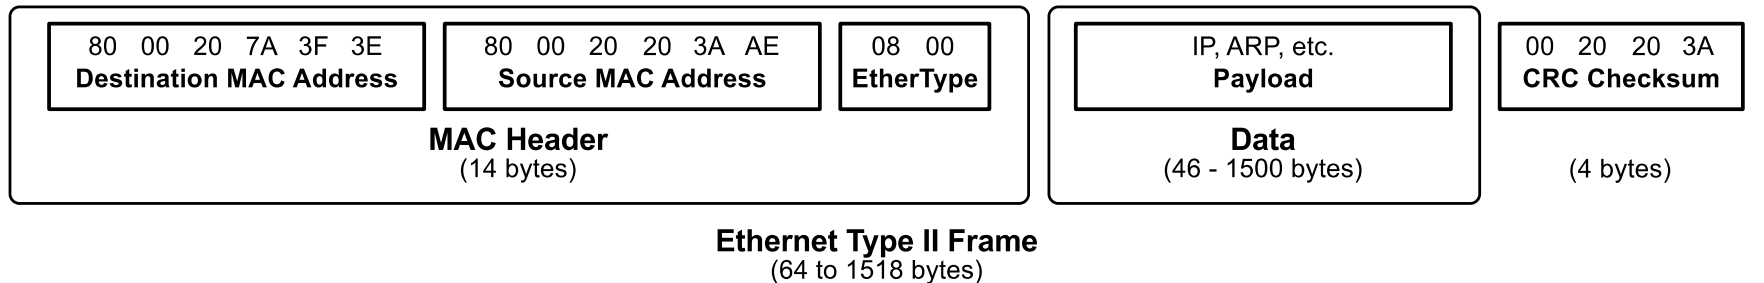 80 00 20 7A 3F 3E
Destination MAC Address
80 00 20 20 3A AE
Source MAC Address
08 00
EtherType
MAC Header
(14 bytes)
IP, ARP, etc.
Payload
Data
(46 - 1500 bytes)
00 20 20 3A
CRC Checksum
(4 bytes)
Ethernet Type II Frame
(64 to 1518 bytes)